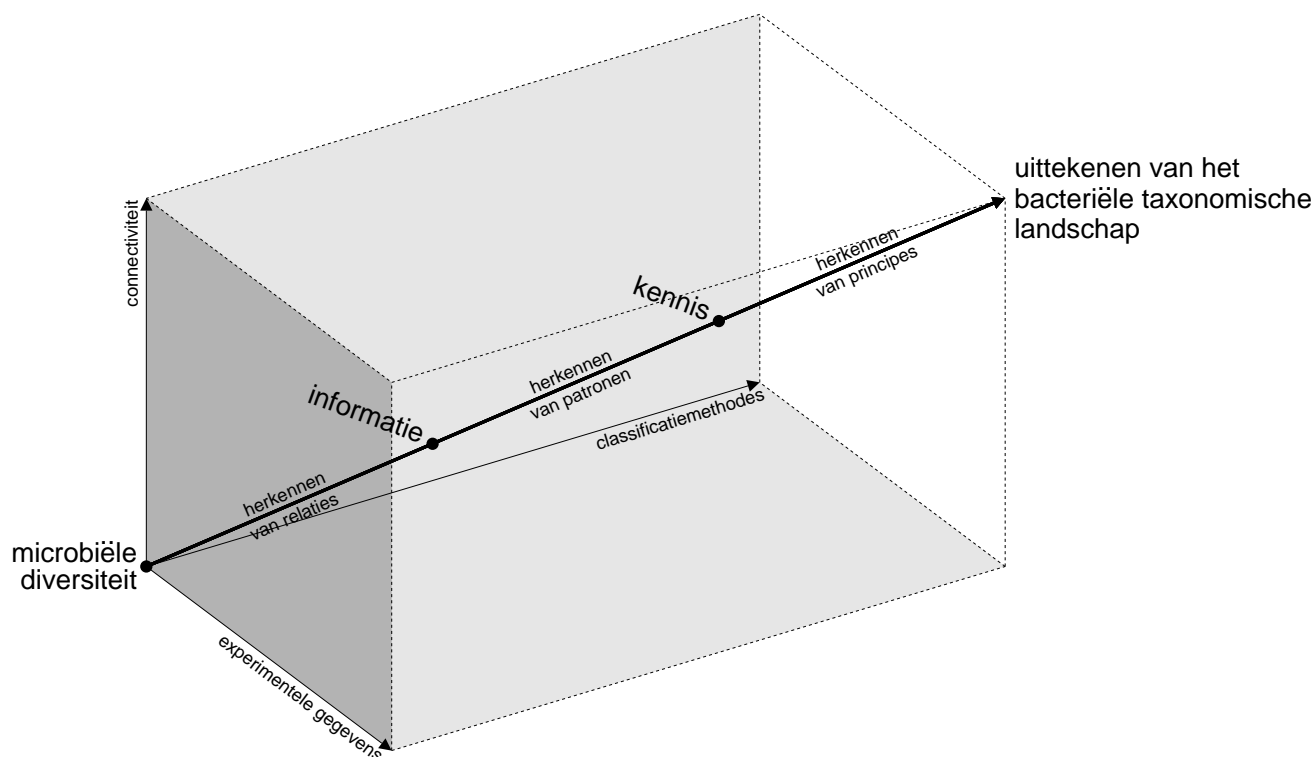 uittekenen van het
bacteriële taxonomische
landschap
connectiviteit
herkennen
van principes
kennis
herkennen
van patronen
informatie
classificatiemethodes
herkennen
van relaties
microbiële
diversiteit
experimentele gegevens